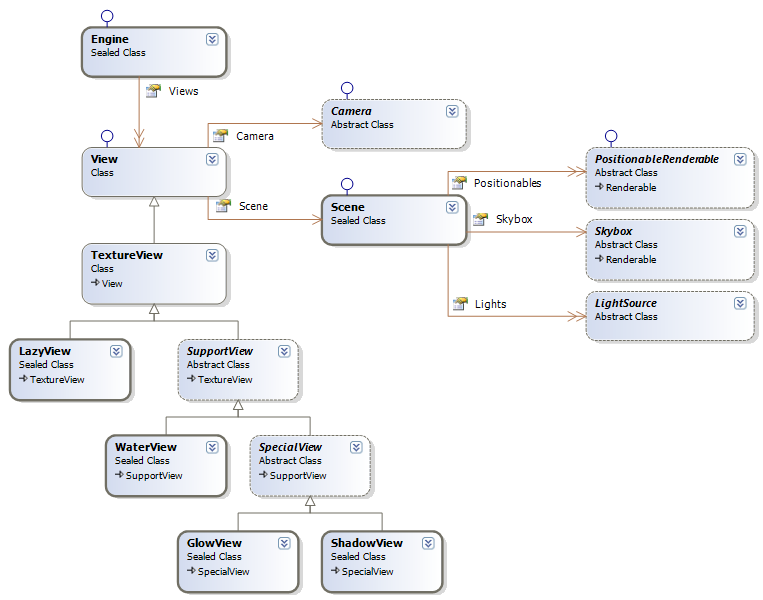 Engine
Sealed Class
Views
Camera
Abstract Class
Camera
View
Class
PositionableRenderable
Abstract Class
Renderable
Positionables
Scene
Scene
Sealed Class
Skybox
Skybox
Abstract Class
Renderable
TextureView
Class
View
Lights
LightSource
Abstract Class
LazyView
Sealed Class
TextureView
SupportView
Abstract Class
TextureView
WaterView
Sealed Class
SupportView
SpecialView
Abstract Class
SupportView
GlowView
Sealed Class
SpecialView
ShadowView
Sealed Class
SpecialView